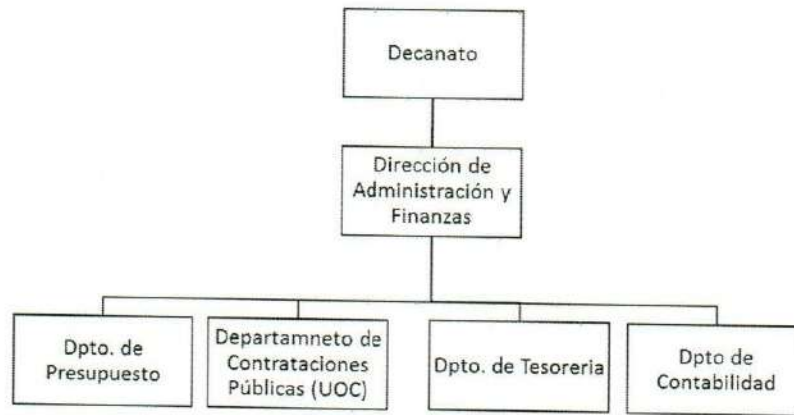 Decanato
Dirección de
Administración y
Finanzas
Dpto. de
Presupuesto
Departamneto de
Contrataciones
Públicas (UOC)
Dpto. de Tesoreria
Dpto de
Contabilidad